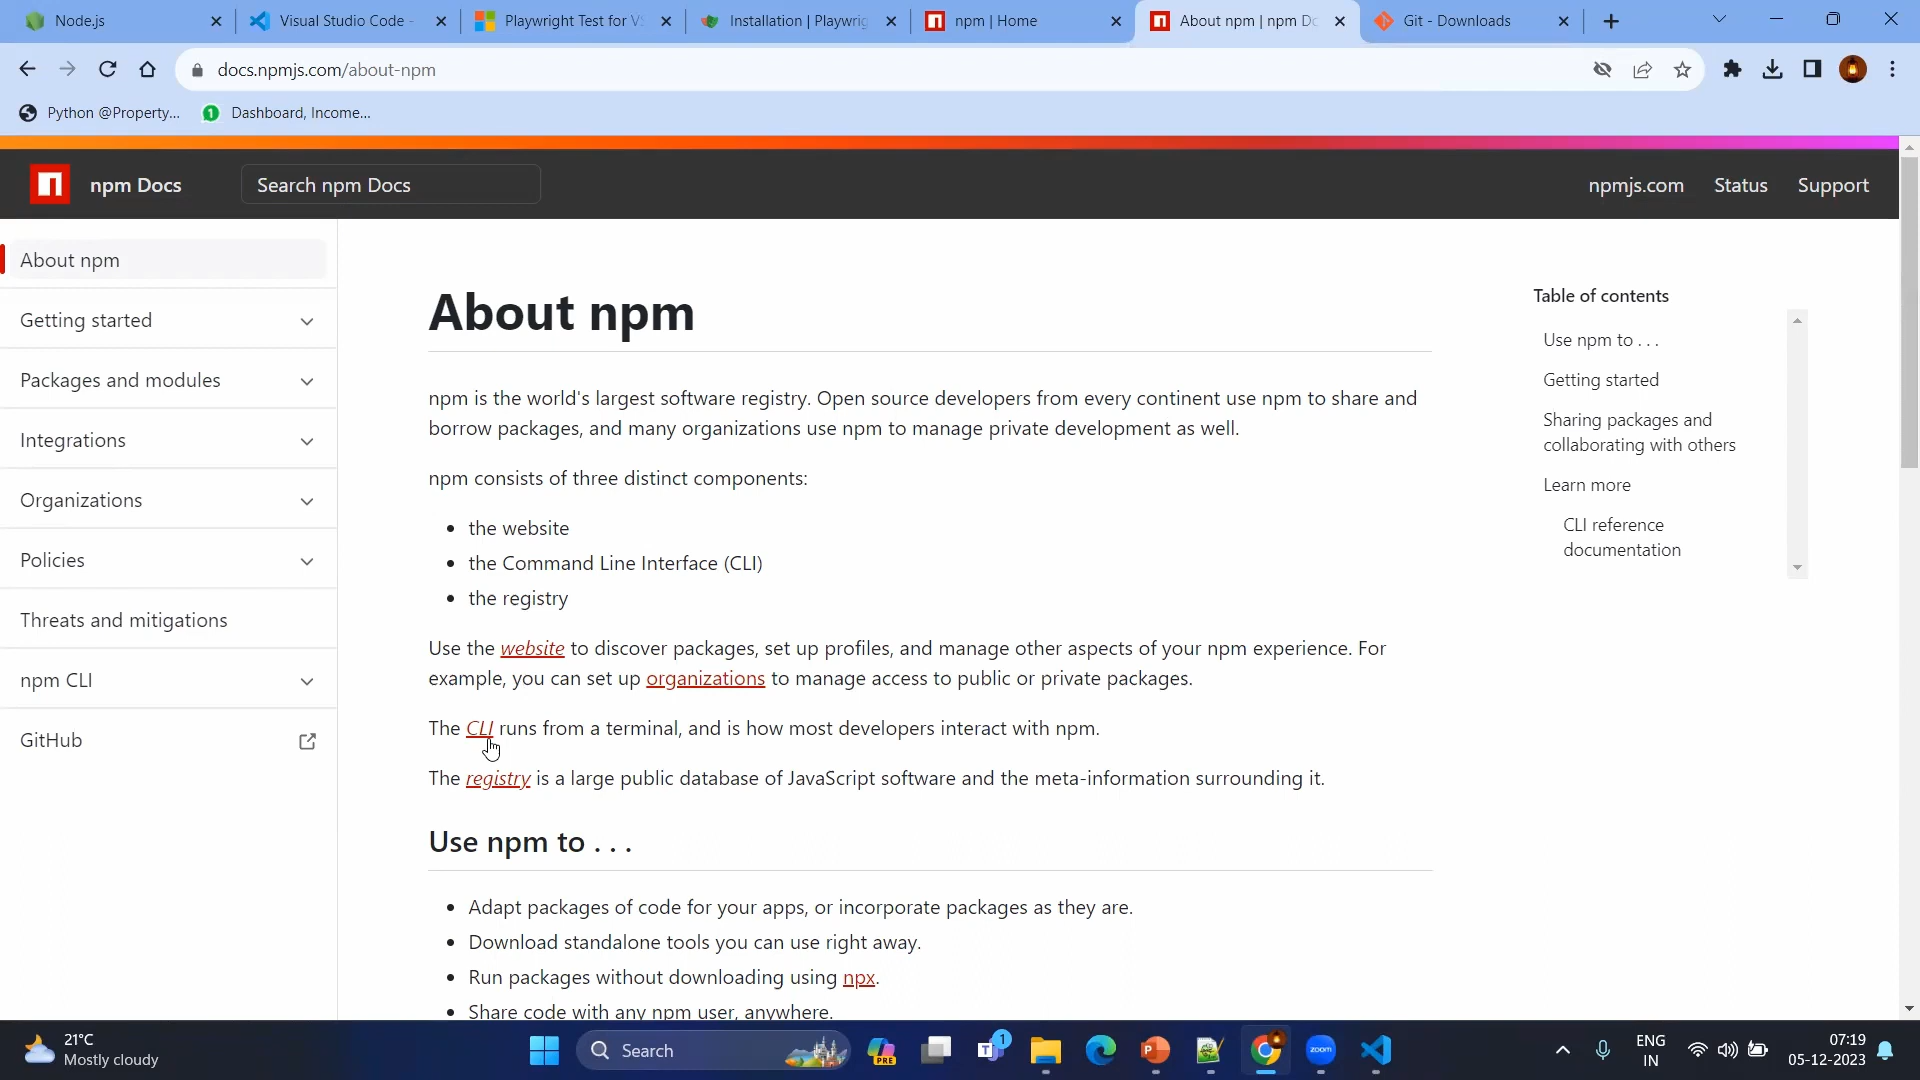 Node.js
Visual Studio Code -
Playwright Test for VS
Installation | Playwrig
npm | Home
About npm | npm Do
Git - Downloads
docs.npmjs.com/about-npm
Python @Property...
Dashboard, Income...
npm Docs
Search npm Docs
npmjs.com
Status
Support
About npm
Getting started
Packages and modules
Integrations
Organizations
Policies
Threats and mitigations
npm CLI
GitHub
About npm
npm is the world's largest software registry. Open source developers from every continent use npm to share and
borrow packages, and many organizations use npm to manage private development as well.
npm consists of three distinct components:
• the website
• the Command Line Interface (CLI)
• the registry
Use the website to discover packages, set up profiles, and manage other aspects of your npm experience. For
example, you can set up organizations to manage access to public or private packages.
The CLI runs from a terminal, and is how most developers interact with npm.
The registry is a large public database of JavaScript software and the meta-information surrounding it.
Use npm to . . .
• Adapt packages of code for your apps, or incorporate packages as they are.
• Download standalone tools you can use right away.
• Run packages without downloading using npx.
• Share code with any npm user, anywhere.
Table of contents
Use npm to . . .
Getting started
Sharing packages and
collaborating with others
Learn more
CLI reference
documentation
21°C
Mostly cloudy
Search
PRE
1
zoom
ENG
IN
07:19
05-12-2023